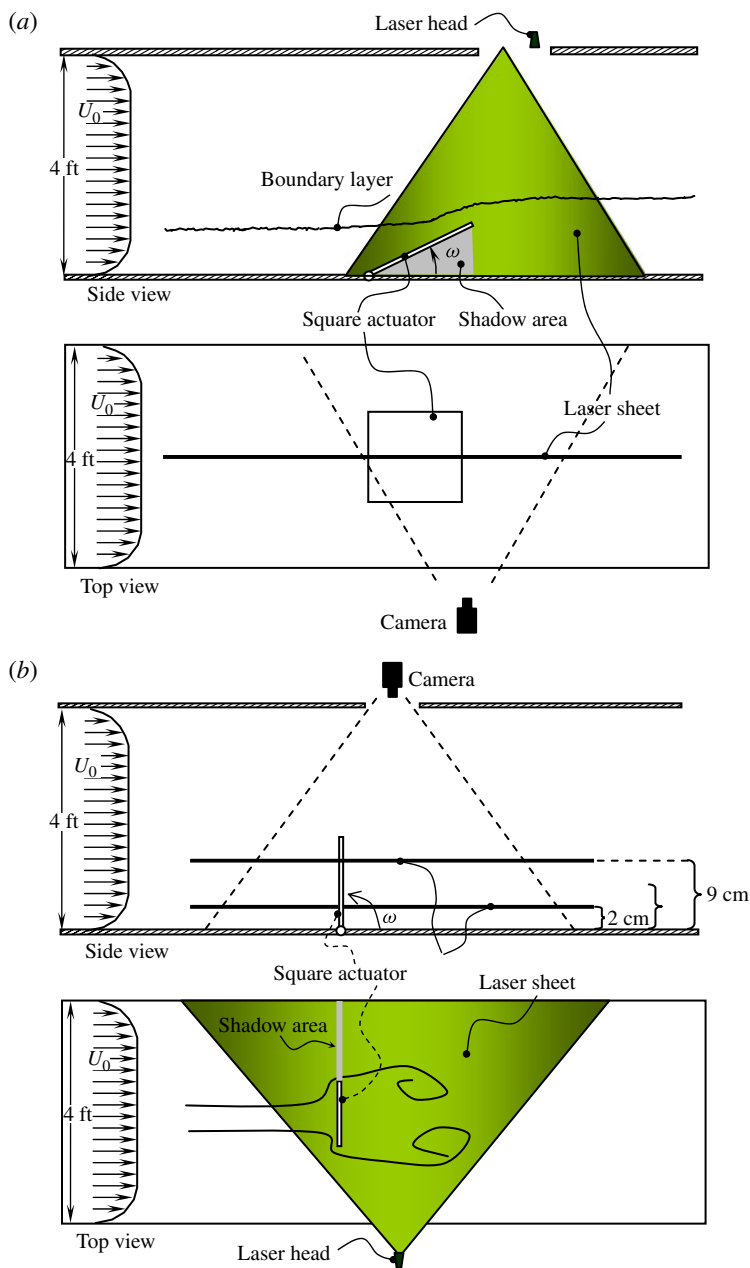 (a)
Laser head
U0
4 ft
Boundary layer
ω
Side view
Square actuator
Shadow area
U0
Laser sheet
4 ft
Top view
Camera
(b)
Camera
U0
4 ft
9 cm
2 cm
ω
Side view
Square actuator
Laser sheet
Shadow area
U0
4 ft
Top view
Laser head